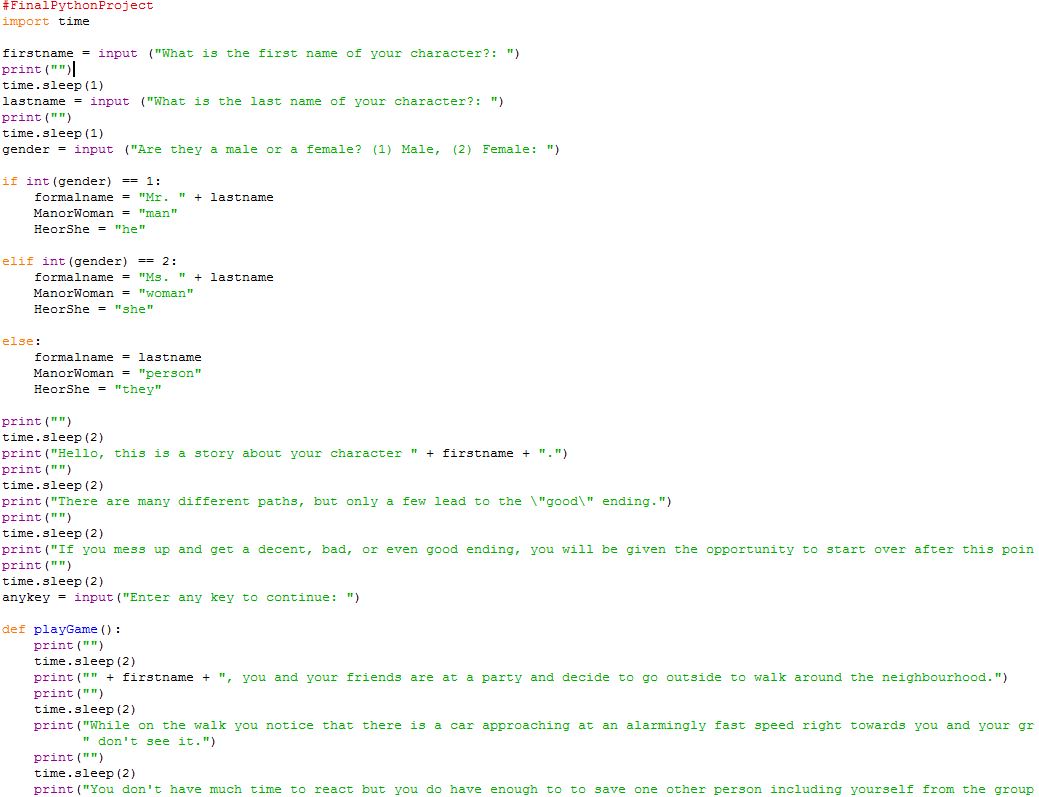 #FinalPythonProject
import time
firstname = input ("What is the first name of your character?: ")
print("")
time.sleep(1)
lastname = input ("What is the last name of your character?: ")
print("")
time.sleep(1)
gender = input ("Are they a male or a female? (1) Male, (2) Female: ")
if int(gender) == 1:
    formalname = "Mr. " + lastname
    ManorWoman = "man"
    HeorShe = "he"
elif int(gender) == 2:
    formalname = "Ms. " + lastname
    ManorWoman = "woman"
    HeorShe = "she"
else:
    formalname = lastname
    ManorWoman = "person"
    HeorShe = "they"
print("")
time.sleep(2)
print("Hello, this is a story about your character " + firstname + ".")
print("")
time.sleep(2)
print("There are many different paths, but only a few lead to the \"good\" ending.")
print("")
time.sleep(2)
print("If you mess up and get a decent, bad, or even good ending, you will be given the opportunity to start over after this poin
print("")
time.sleep(2)
anykey = input("Enter any key to continue: ")
def playGame():
    print("")
    time.sleep(2)
    print("" + firstname + ", you and your friends are at a party and decide to go outside to walk around the neighbourhood.")
    print("")
    time.sleep(2)
    print("While on the walk you notice that there is a car approaching at an alarmingly fast speed right towards you and your gr
          " don't see it.")
    print("")
    time.sleep(2)
    print("You don't have much time to react but you do have enough to to save one other person including yourself from the group